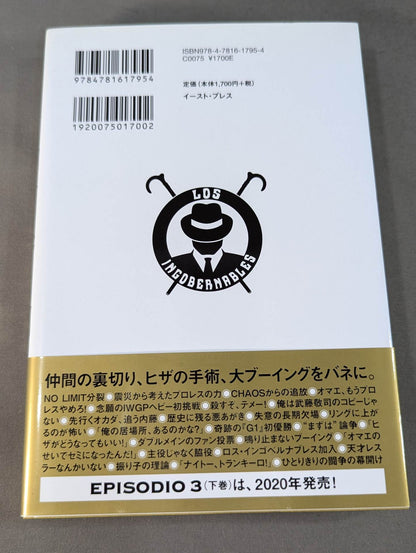 ISBN978-4-7816-1795-4
C0075 ¥1700E
9784781617954
定価(本体1,700円+税)
イースト・プレス
1920075017002
LOS
INGOBERNABLES
仲間の裏切り、ヒザの手術、大ブーイングをバネに。
NO LIMIT分裂●震災から考えたプロレスの力●CHAOSからの追放●オマエ、もうプロ
レスやめろ!●念願のIWGPヘビー初挑戦●殺すぞ、テメー!●俺は武藤敬司のコピーじゃ
ない●先行くオカダ、追う内藤●歴史に残る悪あがき●失意の長期欠場●リングに上が
るのが怖い●「俺の居場所、あるのかな?」●奇跡の『G1』初優勝●“まずは”論争●「ヒ
ザがどうなってもいい!」●ダブルメインのファン投票●鳴り止まないブーイング●「オマエの
せいでセミになったんだ!」●主役じゃなく脇役●ロス・インゴベルナブレス加入●天才レス
ラーなんかいない●振り子の理論●「ナイトー、トランキーロ!」●ひとりきりの闘争の幕開け
EPISODIO 3(下巻)は、2020年発売!